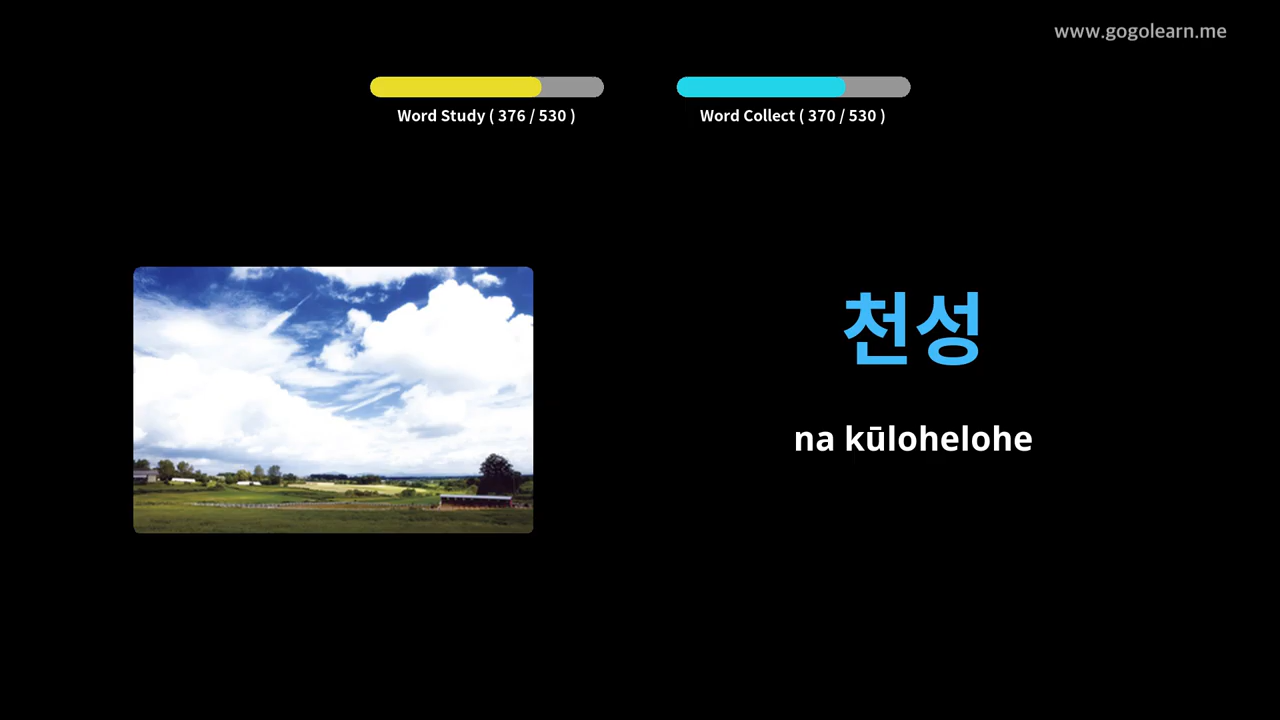 www.gogolearn.me
Word Study ( 376 / 530 )
Word Collect ( 370 / 530 )
천성
na kūlohelohe